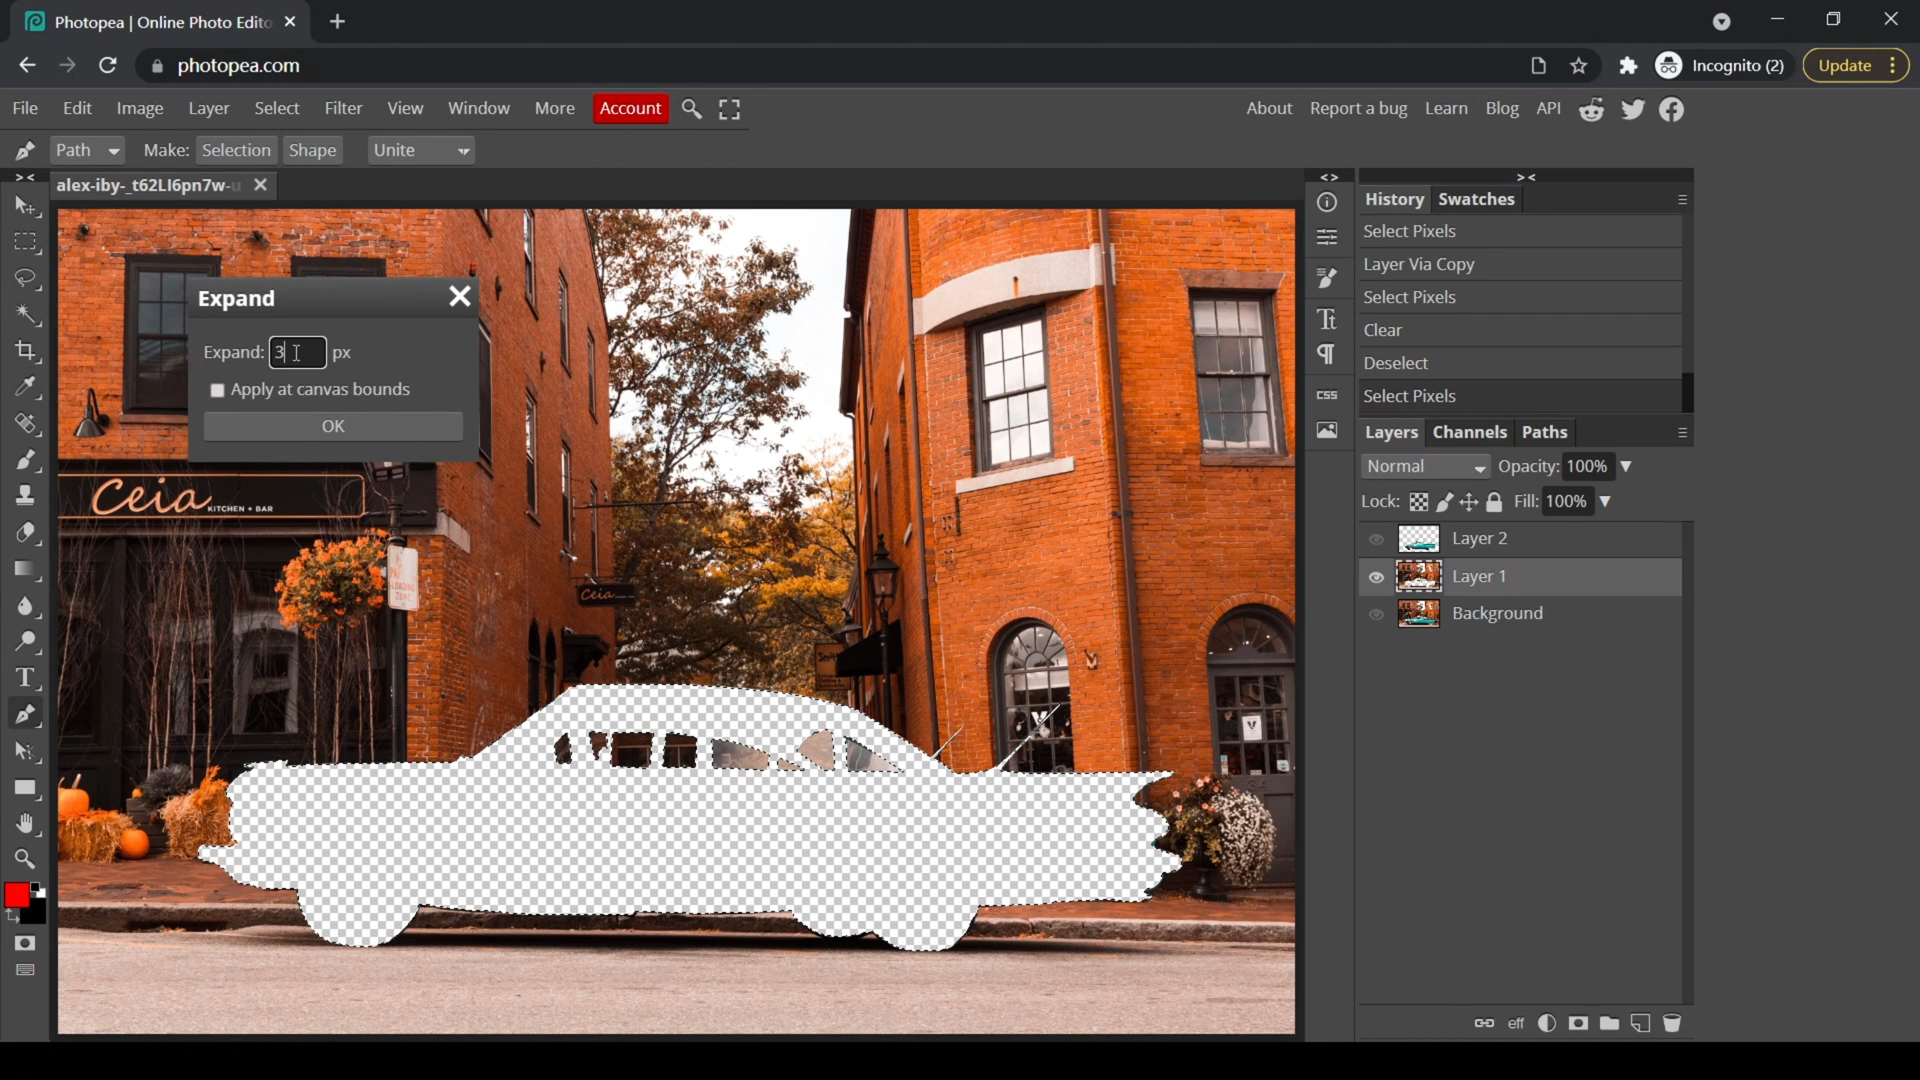 Photopea | Online Photo Edito
photopea.com
Incognito (2)
Update
File Edit Image Layer Select Filter View Window More Account
About Report a bug Learn Blog API
Path Make: Selection Shape Unite
> <
alex-iby-_t62LI6pn7w-u
< >
> <
History Swatches
Select Pixels
Layer Via Copy
Select Pixels
Clear
Deselect
Select Pixels
CSS
Layers Channels Paths
Normal Opacity: 100%
Lock: Fill: 100%
Layer 2
Layer 1
Background
eff
Expand
Expand: 3 px
Apply at canvas bounds
OK
Ceia
KITCHEN + BAR
LOADING
ZONE
Ceia